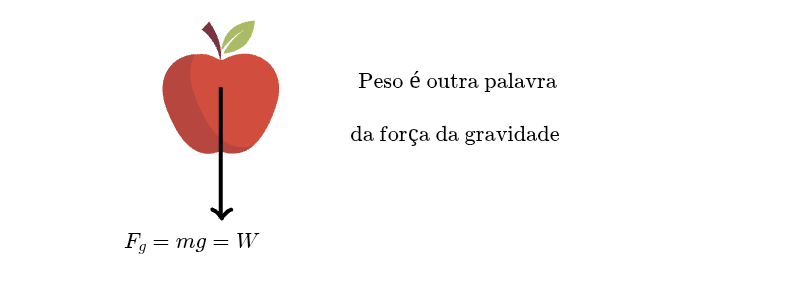 Peso é outra palavra
da força da gravidade
F_g = mg = W